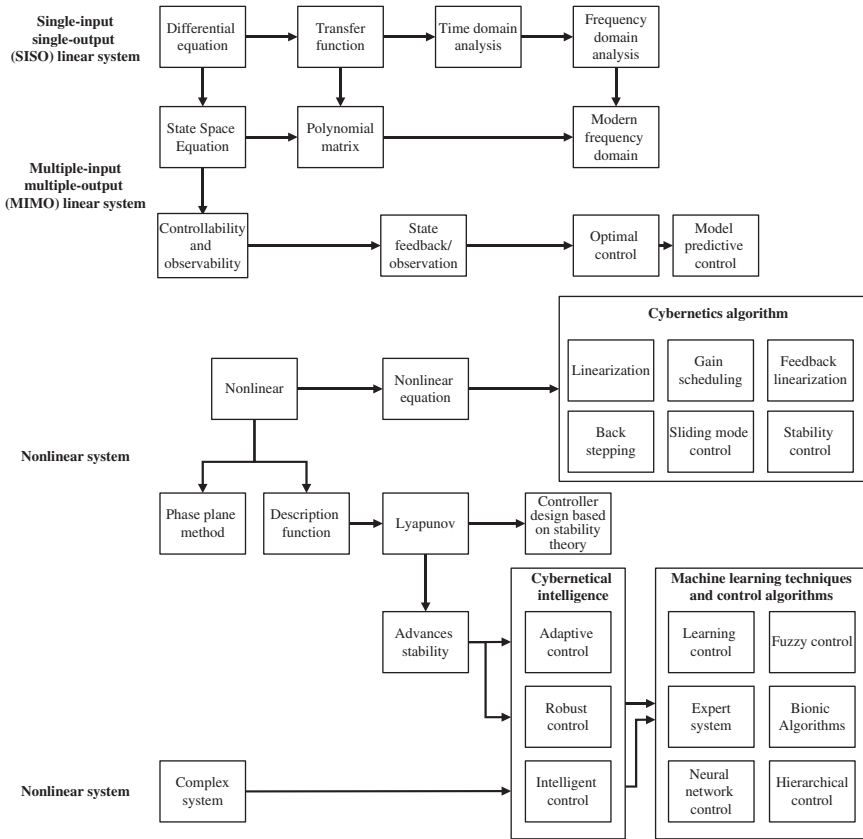 Single-input
single-output
(SISO) linear system
Differential
equation
Transfer
function
Time domain
analysis
Frequency
domain
analysis
State Space
Equation
Polynomial
matrix
Modern
frequency
domain
Multiple-input
multiple-output
(MIMO) linear system
Controllability
and
observability
State
feedback/
observation
Optimal
control
Model
predictive
control
Cybernetics algorithm
Linearization
Gain
scheduling
Feedback
linearization
Back
stepping
Sliding mode
control
Stability
control
Nonlinear
Nonlinear
equation
Nonlinear system
Phase plane
method
Description
function
Lyapunov
Controller
design based
on stability
theory
Advances
stability
Cybernetical
intelligence
Adaptive
control
Robust
control
Intelligent
control
Machine learning techniques
and control algorithms
Learning
control
Fuzzy control
Expert
system
Bionic
Algorithms
Neural
network
control
Hierarchical
control
Nonlinear system
Complex
system